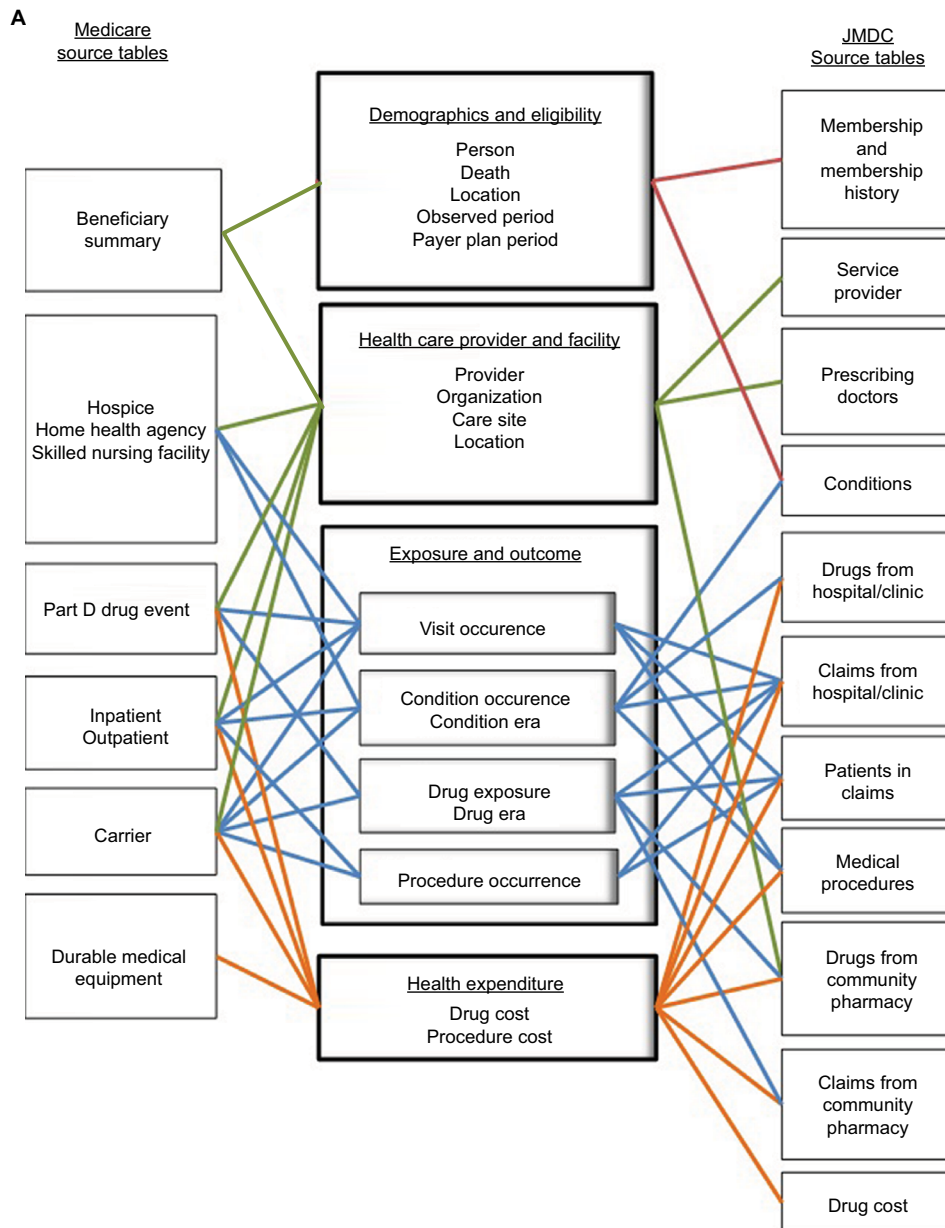 A
Medicare
source tables
Beneficiary
summary
Hospice
Home health agency
Skilled nursing facility
Part D drug event
Inpatient
Outpatient
Carrier
Durable medical
equipment
Demographics and eligibility
Person
Death
Location
Observed period
Payer plan period
Health care provider and facility
Provider
Organization
Care site
Location
Exposure and outcome
Visit occurence
Condition occurence
Condition era
Drug exposure
Drug era
Procedure occurrence
Health expenditure
Drug cost
Procedure cost
JMDC
Source tables
Membership
and
membership
history
Service
provider
Prescribing
doctors
Conditions
Drugs from
hospital/clinic
Claims from
hospital/clinic
Patients in
claims
Medical
procedures
Drugs from
community
pharmacy
Claims from
community
pharmacy
Drug cost